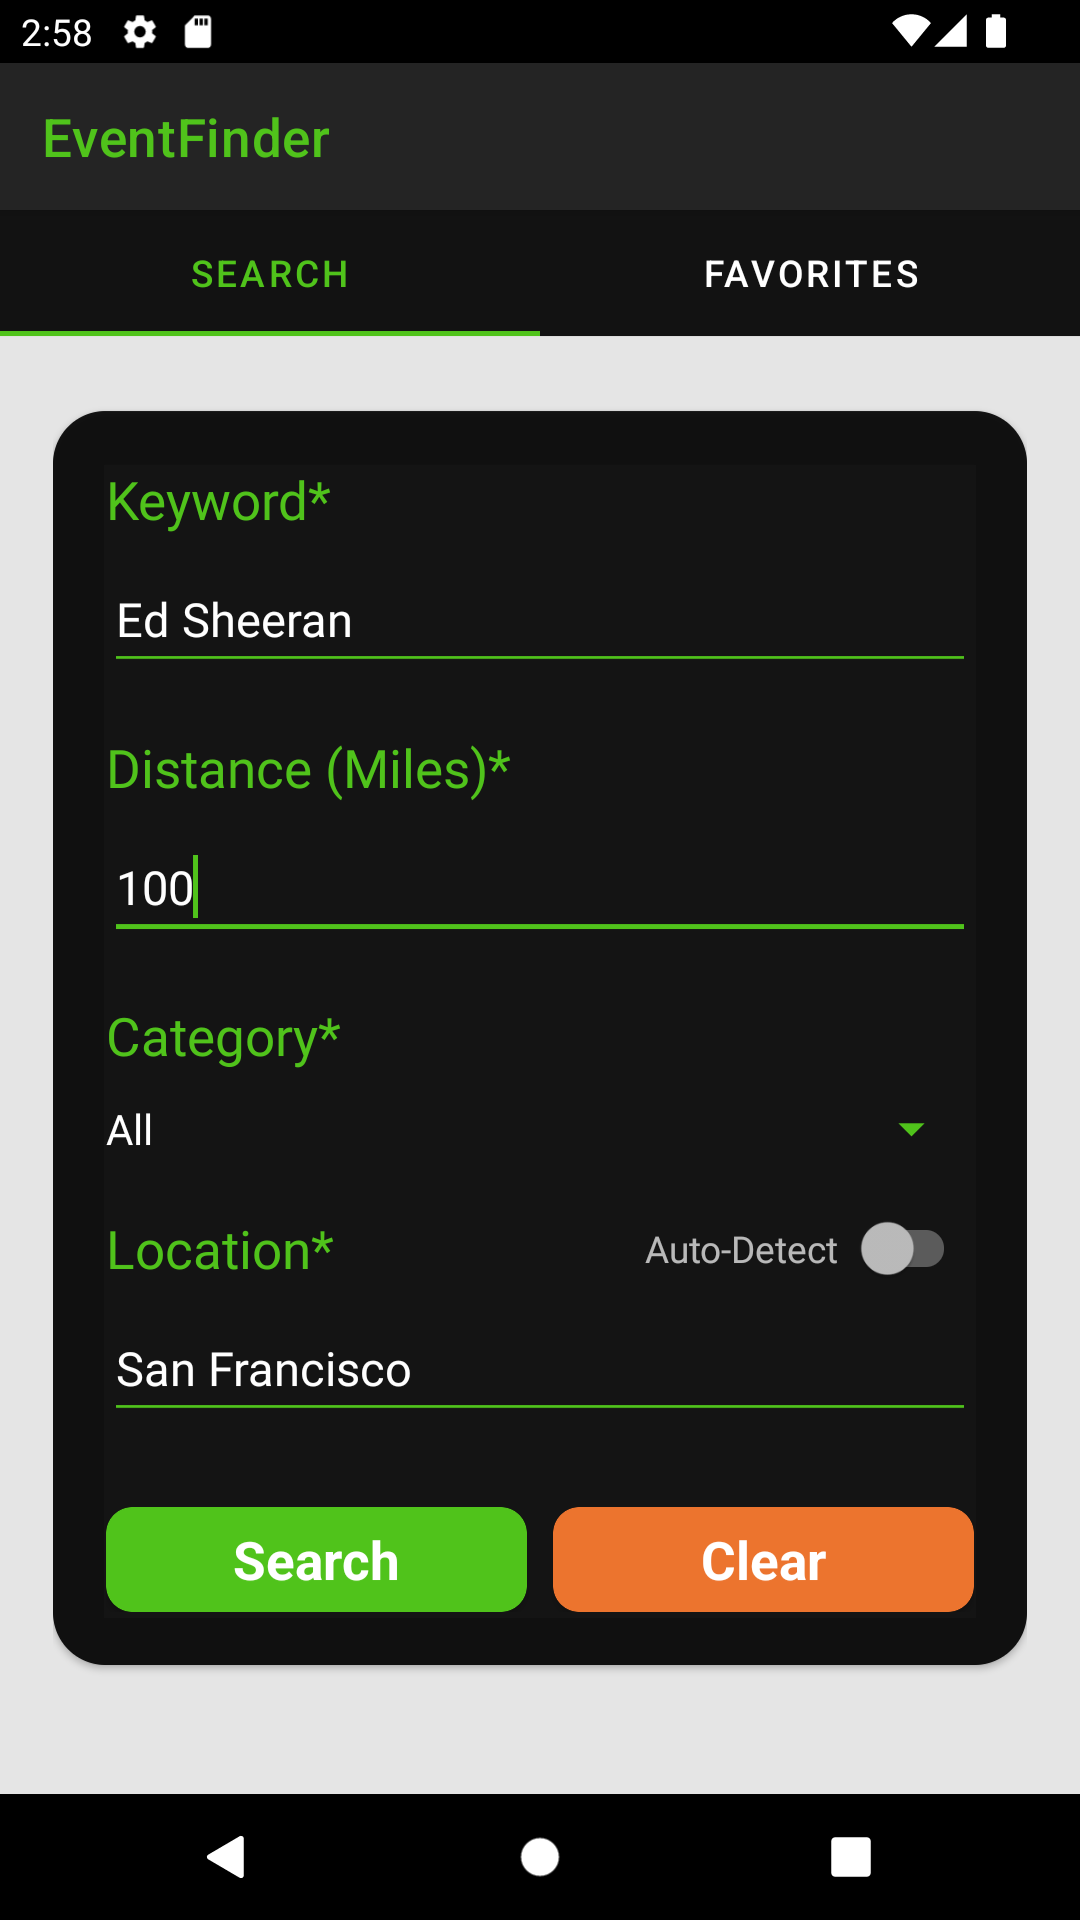 2:58
EventFinder
SEARCH FAVORITES
Keyword*
Ed Sheeran
Distance (Miles)*
100
Category*
All
Location* Auto-Detect
San Francisco
Search Clear